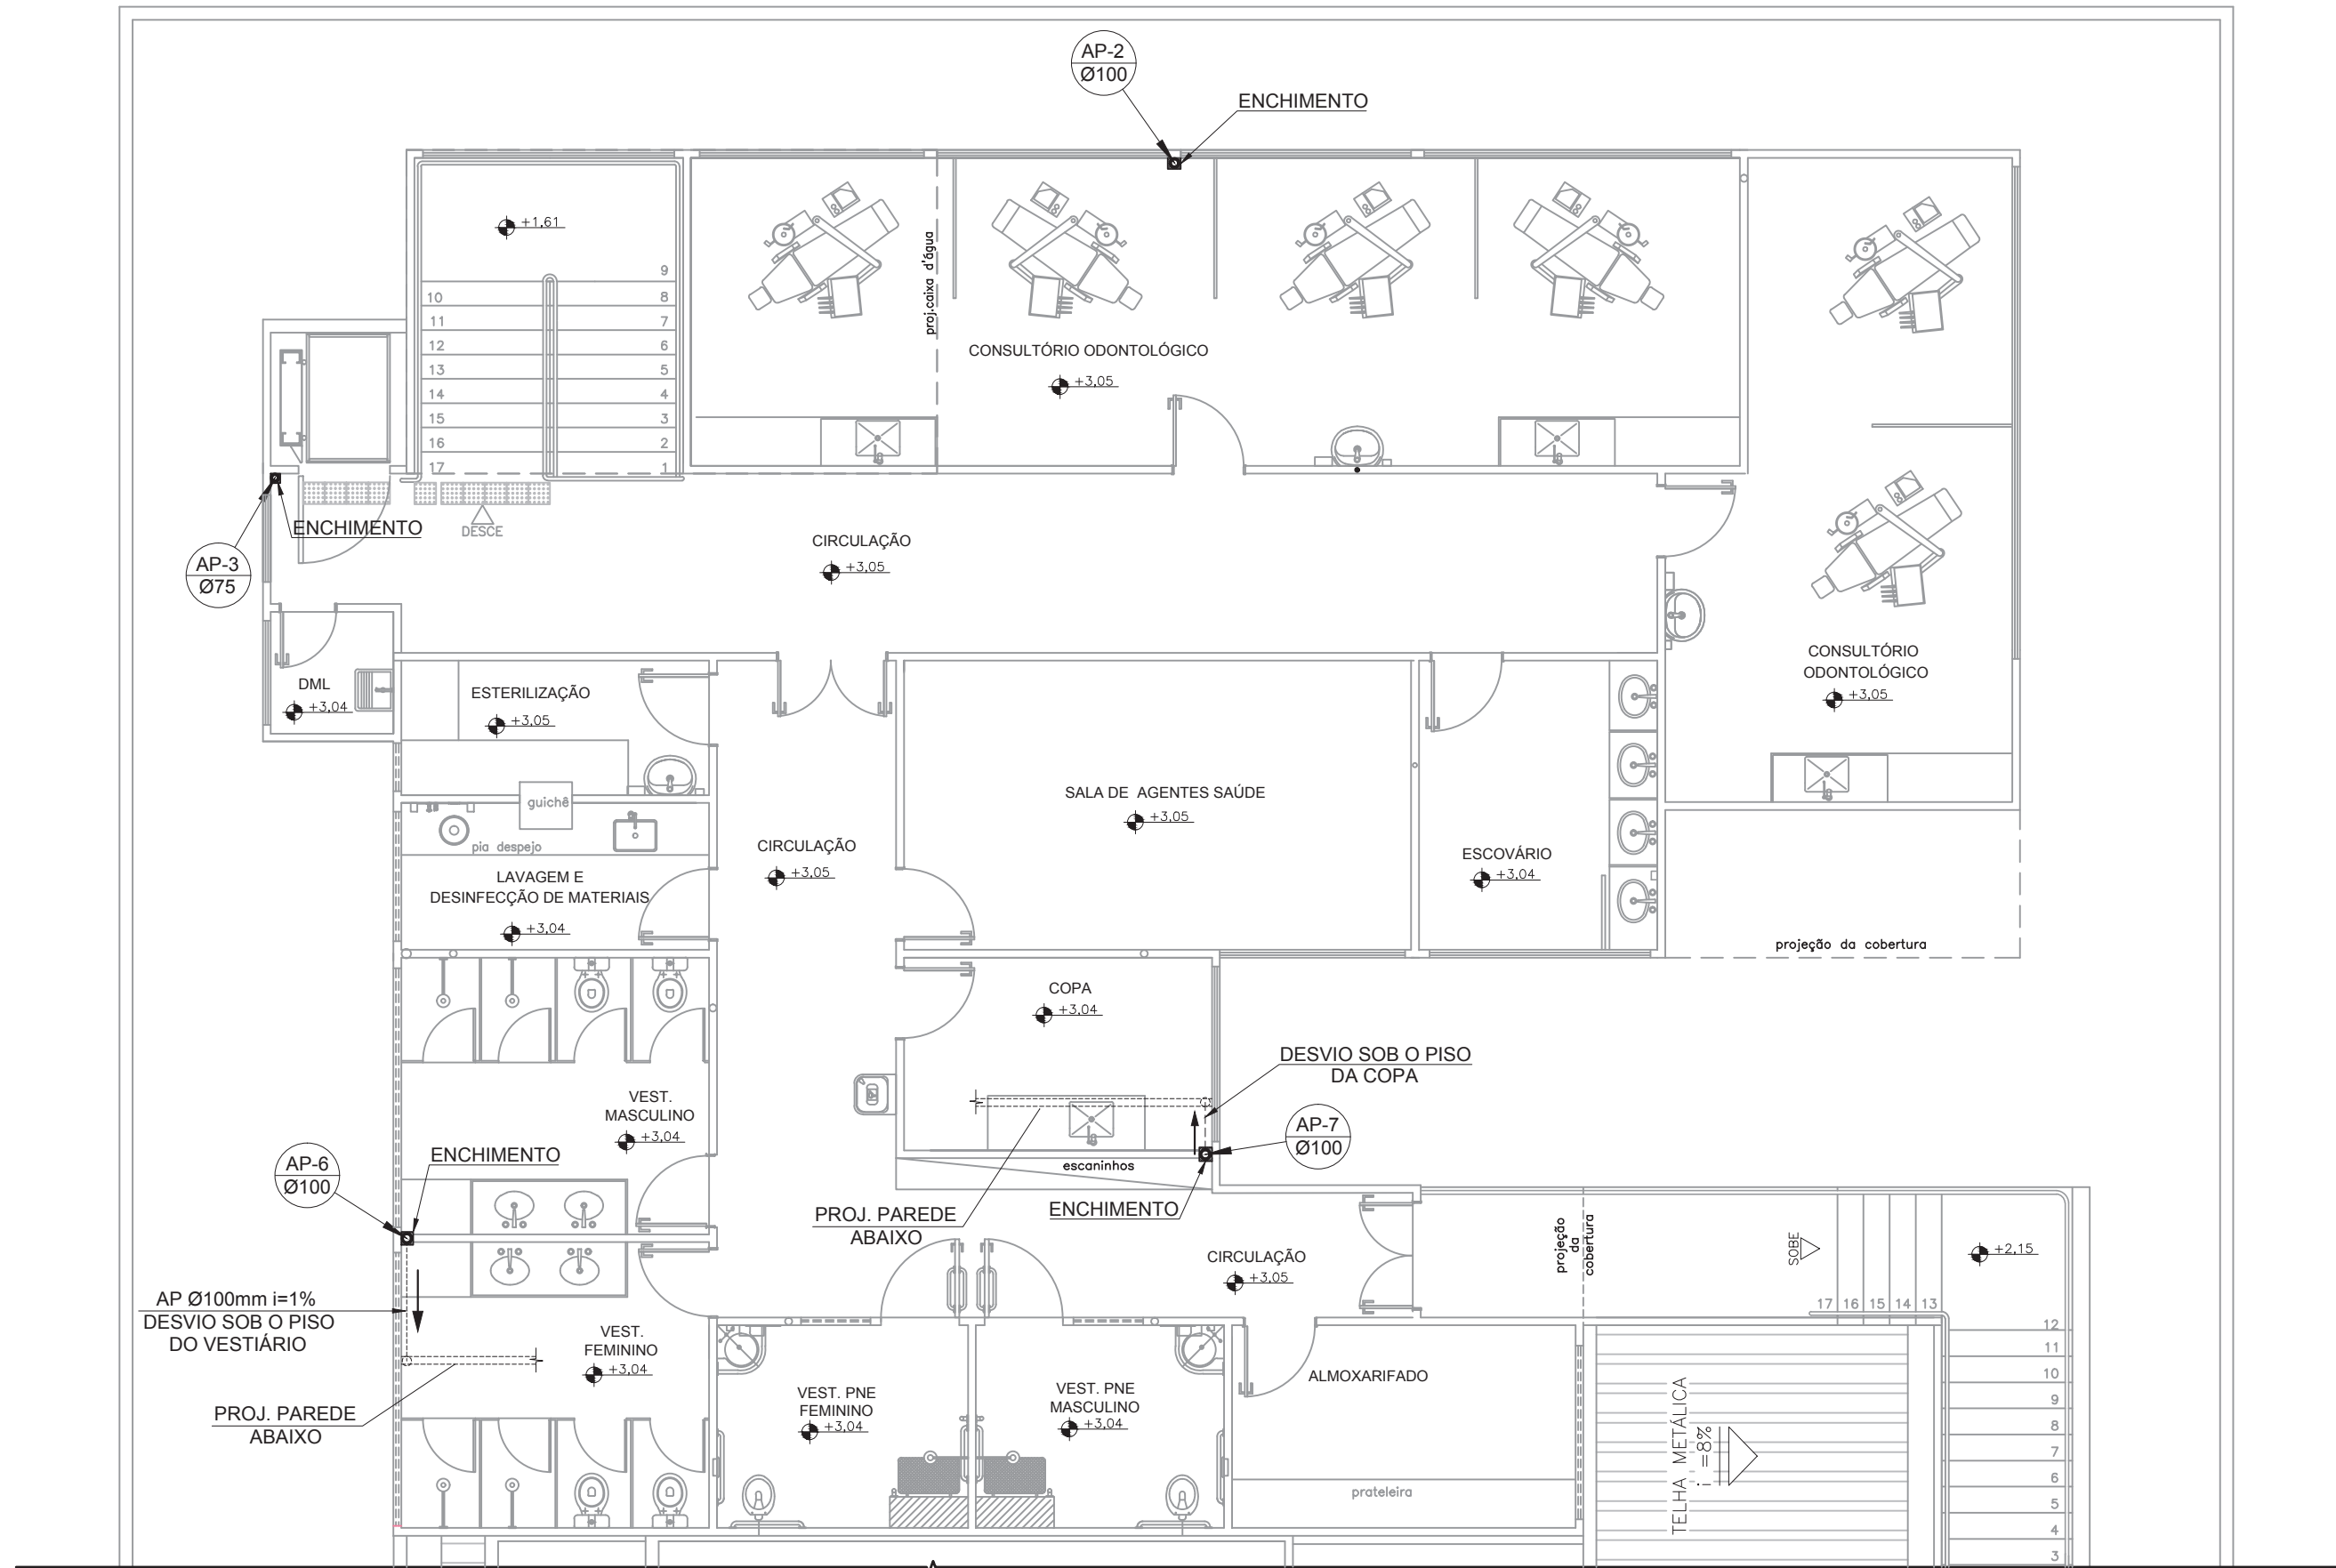 AP-2
Ø100
ENCHIMENTO
+1,61
9
10
8
11
7
12
6
13
5
14
4
15
3
16
2
17
1
proj.caixa d'água
CONSULTÓRIO ODONTOLÓGICO
+3,05
ENCHIMENTO
DESCE
AP-3
Ø75
CIRCULAÇÃO
+3,05
DML
+3,04
ESTERILIZAÇÃO
+3,05
CONSULTÓRIO
ODONTOLÓGICO
+3,05
guichê
pia despejo
LAVAGEM E
DESINFECÇÃO DE MATERIAIS
+3,04
CIRCULAÇÃO
+3,05
SALA DE AGENTES SAÚDE
+3,05
ESCOVÁRIO
+3,04
projeção da cobertura
COPA
+3,04
DESVIO SOB O PISO
DA COPA
VEST.
MASCULINO
+3,04
AP-7
Ø100
escaninhos
AP-6
Ø100
ENCHIMENTO
PROJ. PAREDE
ABAIXO
ENCHIMENTO
CIRCULAÇÃO
+3,05
projeção
da
cobertura
SOBE
+2,15
AP Ø100mm i=1%
DESVIO SOB O PISO
DO VESTIÁRIO
VEST.
FEMININO
+3,04
PROJ. PAREDE
ABAIXO
VEST. PNE
FEMININO
+3,04
VEST. PNE
MASCULINO
+3,04
ALMOXARIFADO
prateleira
TELHA METÁLICA
i =8%
17 16 15 14 13
12
11
10
9
8
7
6
5
4
3